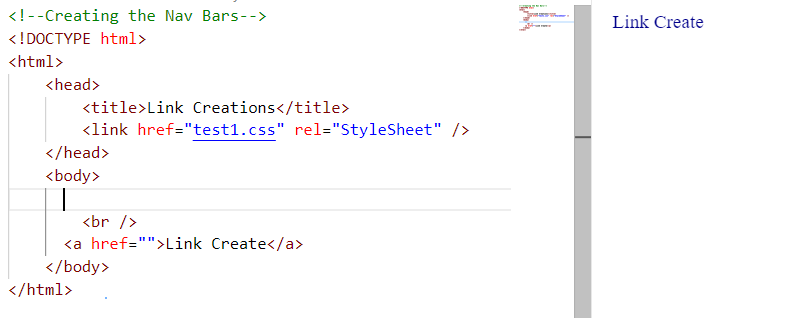 <!--Creating the Nav Bars-->
<!DOCTYPE html>
<html>
<head>
<title>Link Creations</title>
<link href="test1.css" rel="StyleSheet" />
</head>
<body>
<br />
<a href="">Link Create</a>
</body>
</html>
Link Create